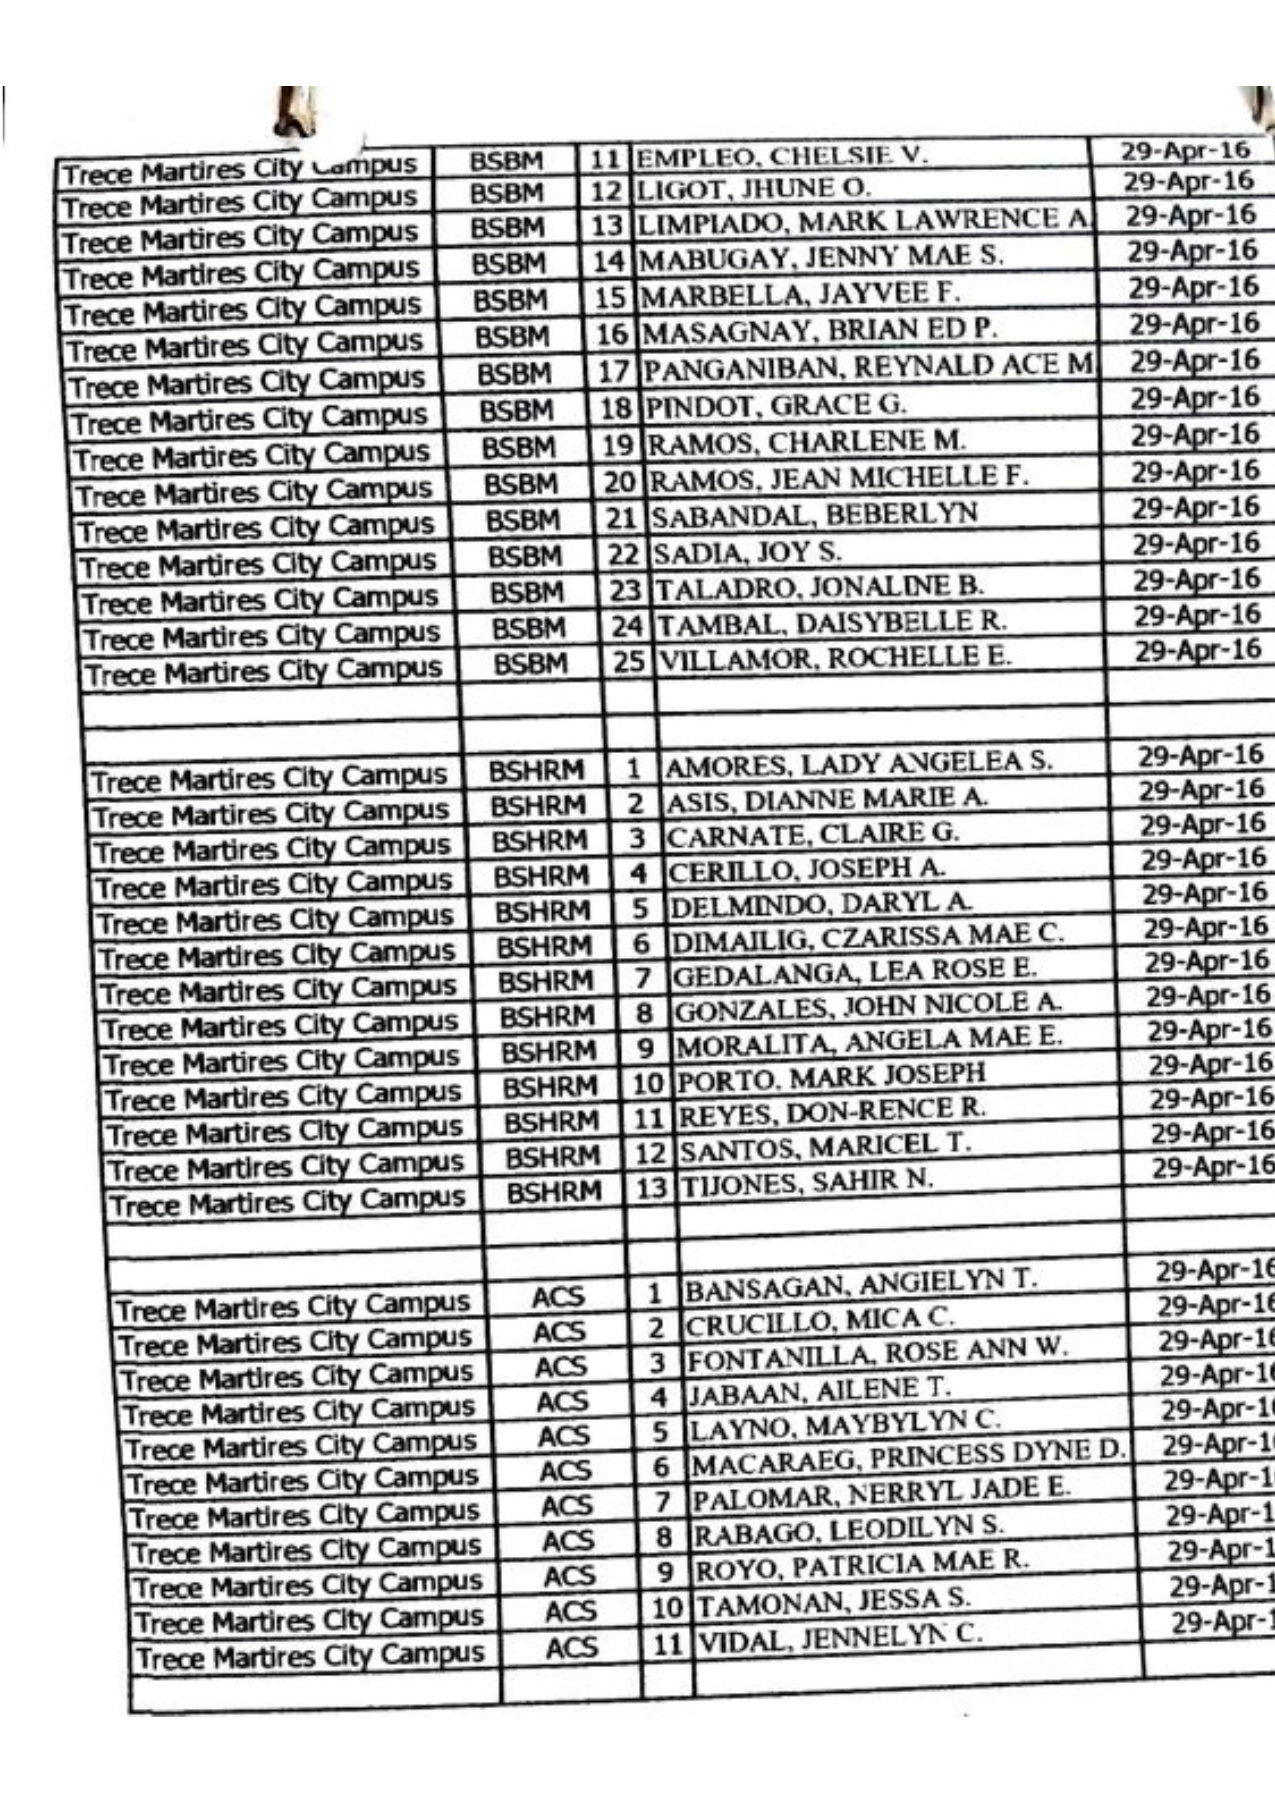 Trece Martires City Campus BSBM 11 EMPLEO, CHELSIE V. 29-Apr-16
Trece Martires City Campus BSBM 12 LIGOT, JHUNE O. 29-Apr-16
Trece Martires City Campus BSBM 13 LIMPIADO, MARK LAWRENCE A. 29-Apr-16
Trece Martires City Campus BSBM 14 MABUGAY, JENNY MAE S. 29-Apr-16
Trece Martires City Campus BSBM 15 MARBELLA, JAYVEE F. 29-Apr-16
Trece Martires City Campus BSBM 16 MASAGNAY, BRIAN ED P. 29-Apr-16
Trece Martires City Campus BSBM 17 PANGANIBAN, REYNALD ACE M 29-Apr-16
Trece Martires City Campus BSBM 18 PINDOT, GRACE G. 29-Apr-16
Trece Martires City Campus BSBM 19 RAMOS, CHARLENE M. 29-Apr-16
Trece Martires City Campus BSBM 20 RAMOS, JEAN MICHELLE F. 29-Apr-16
Trece Martires City Campus BSBM 21 SABANDAL, BEBERLYN 29-Apr-16
Trece Martires City Campus BSBM 22 SADIA, JOY S. 29-Apr-16
Trece Martires City Campus BSBM 23 TALADRO, JONALINE B. 29-Apr-16
Trece Martires City Campus BSBM 24 TAMBAL, DAISYBELLE R. 29-Apr-16
Trece Martires City Campus BSBM 25 VILLAMOR, ROCHELLE E. 29-Apr-16
Trece Martires City Campus BSHRM 1 AMORES, LADY ANGELEA S. 29-Apr-16
Trece Martires City Campus BSHRM 2 ASIS, DIANNE MARIE A. 29-Apr-16
Trece Martires City Campus BSHRM 3 CARNATE, CLAIRE G. 29-Apr-16
Trece Martires City Campus BSHRM 4 CERILLO, JOSEPH A. 29-Apr-16
Trece Martires City Campus BSHRM 5 DELMINDO, DARYL A. 29-Apr-16
Trece Martires City Campus BSHRM 6 DIMAILIG, CZARISSA MAE C. 29-Apr-16
Trece Martires City Campus BSHRM 7 GEDALANGA, LEA ROSE E. 29-Apr-16
Trece Martires City Campus BSHRM 8 GONZALES, JOHN NICOLE A. 29-Apr-16
Trece Martires City Campus BSHRM 9 MORALITA, ANGELA MAE E. 29-Apr-16
Trece Martires City Campus BSHRM 10 PORTO, MARK JOSEPH 29-Apr-16
Trece Martires City Campus BSHRM 11 REYES, DON-RENCE R. 29-Apr-16
Trece Martires City Campus BSHRM 12 SANTOS, MARICEL T. 29-Apr-16
Trece Martires City Campus BSHRM 13 TIJONES, SAHIR N. 29-Apr-16
Trece Martires City Campus ACS 1 BANSAGAN, ANGIELYN T. 29-Apr-16
Trece Martires City Campus ACS 2 CRUCILLO, MICA C. 29-Apr-16
Trece Martires City Campus ACS 3 FONTANILLA, ROSE ANN W. 29-Apr-16
Trece Martires City Campus ACS 4 JABAAN, AILENE T. 29-Apr-16
Trece Martires City Campus ACS 5 LAYNO, MAYBYLYN C. 29-Apr-16
Trece Martires City Campus ACS 6 MACARAEG, PRINCESS DYNE D. 29-Apr-16
Trece Martires City Campus ACS 7 PALOMAR, NERRYL JADE E. 29-Apr-1
Trece Martires City Campus ACS 8 RABAGO, LEODILYN S. 29-Apr-1
Trece Martires City Campus ACS 9 ROYO, PATRICIA MAE R. 29-Apr-1
Trece Martires City Campus ACS 10 TAMONAN, JESSA S. 29-Apr-1
Trece Martires City Campus ACS 11 VIDAL, JENNELYN C. 29-Apr-1